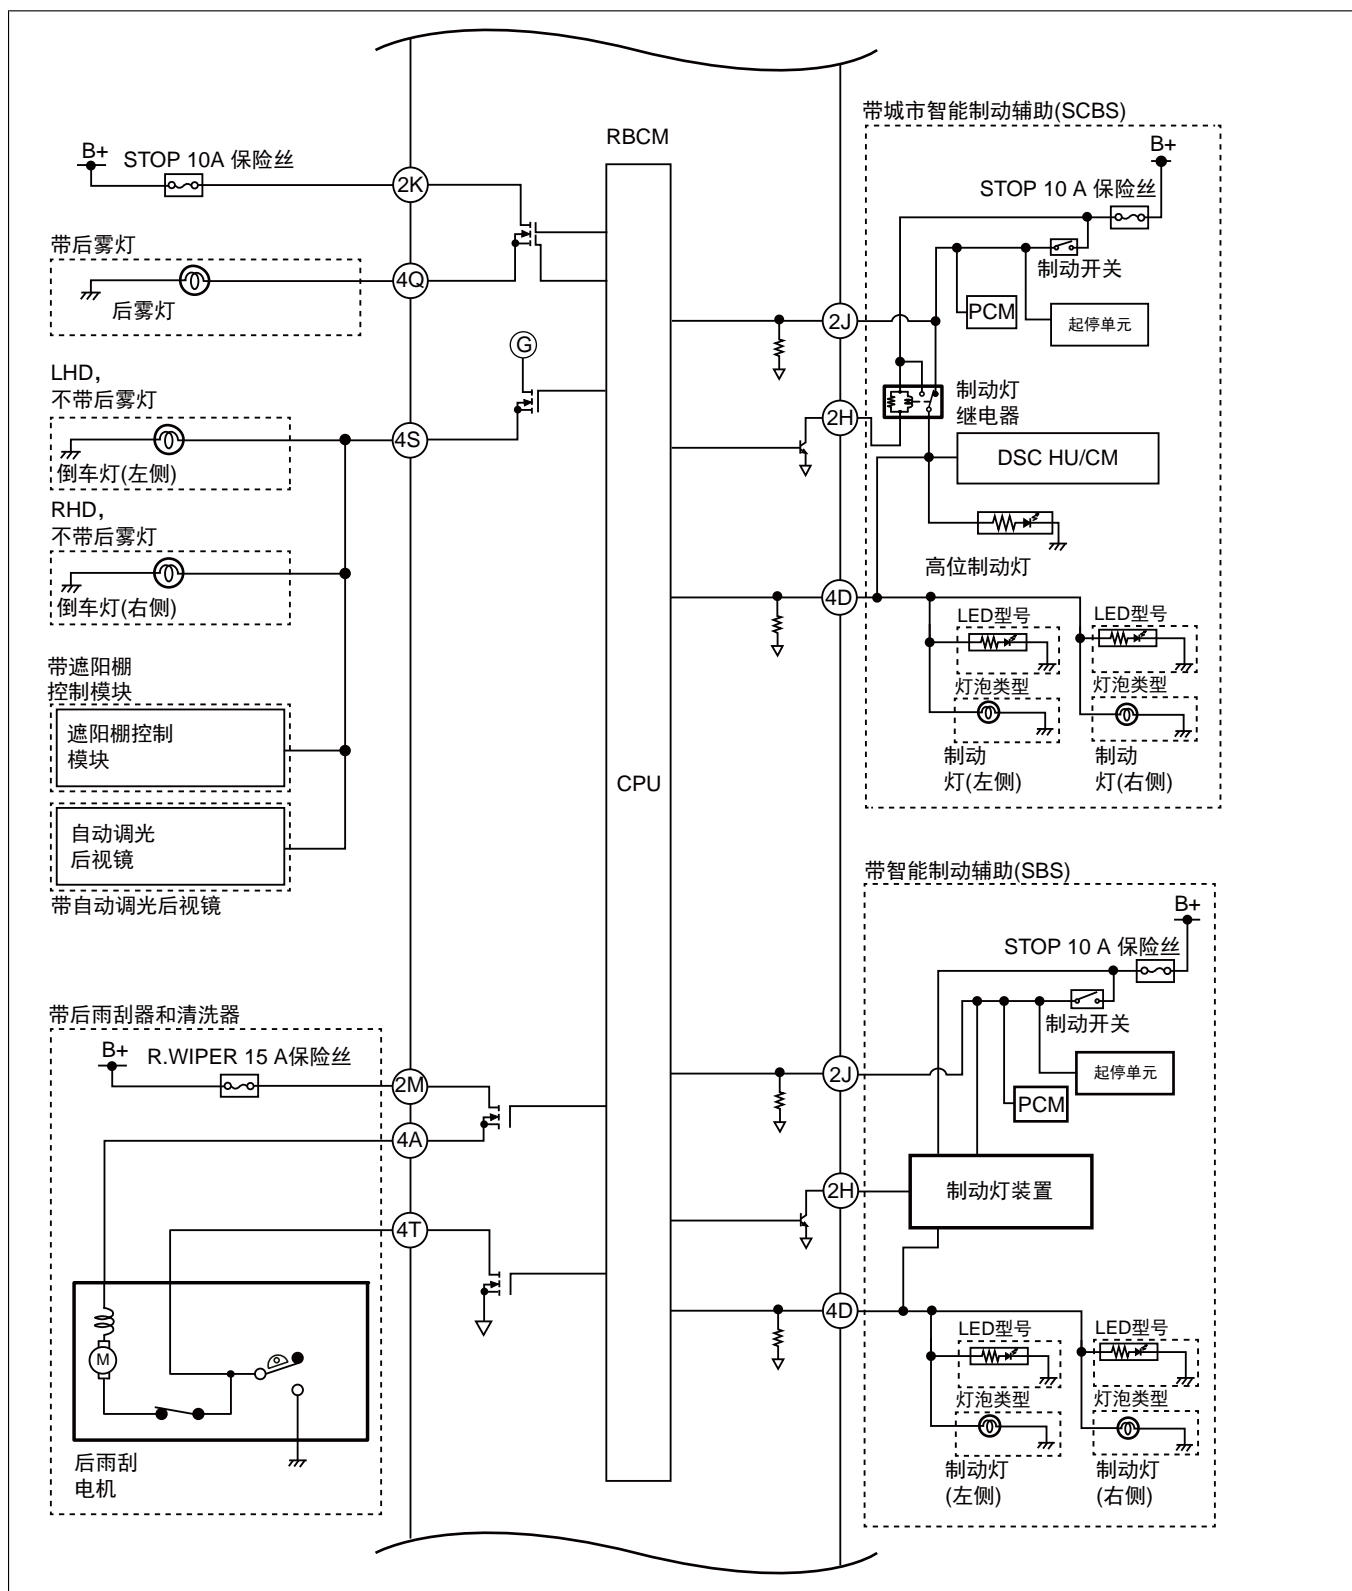 RBCM
CPU
B+
STOP 10A 保险丝
2K
带后雾灯
后雾灯
4Q
G
LHD，
不带后雾灯
倒车灯(左侧)
4S
RHD，
不带后雾灯
倒车灯(右侧)
带遮阳棚
控制模块
遮阳棚控制
模块
自动调光
后视镜
带自动调光后视镜
带后雨刮器和清洗器
B+
R.WIPER 15 A保险丝
2M
4A
4T
M
后雨刮
电机
带城市智能制动辅助(SCBS)
B+
STOP 10 A 保险丝
制动开关
PCM
起停单元
2J
制动灯
继电器
2H
DSC HU/CM
高位制动灯
4D
LED型号
LED型号
灯泡类型
灯泡类型
制动
灯(左侧)
制动
灯(右侧)
带智能制动辅助(SBS)
B+
STOP 10 A 保险丝
制动开关
2J
起停单元
PCM
2H
制动灯装置
4D
LED型号
LED型号
灯泡类型
灯泡类型
制动灯
(左侧)
制动灯
(右侧)